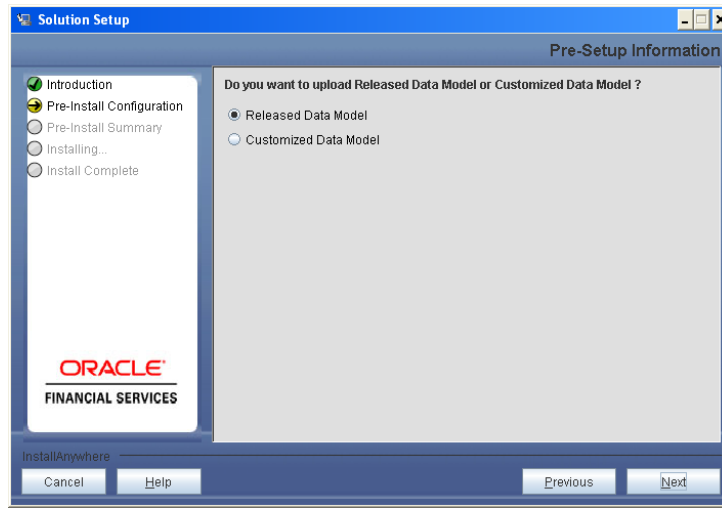 Solution Setup
Pre-Setup Information
Introduction
Pre-Install Configuration
Pre-Install Summary
Installing...
Install Complete
ORACLE
FINANCIAL SERVICES
Do you want to upload Released Data Model or Customized Data Model ?
Released Data Model
Customized Data Model
InstallAnywhere
Cancel
Help
Previous
Next